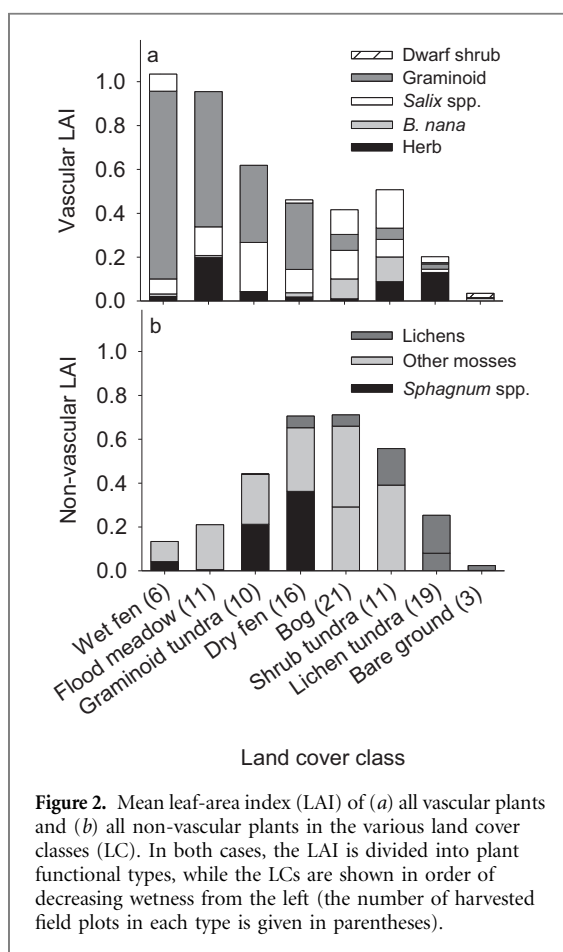 a
Dwarf shrub
Graminoid
Salix spp.
B. nana
Herb
Vascular LAI
1.0
0.8
0.6
0.4
0.2
0.0
b
Lichens
Other mosses
Sphagnum spp.
Non-vascular LAI
1.0
0.8
0.6
0.4
0.2
0.0
Wet fen (6)
Flood meadow (11)
Graminoid tundra (10)
Dry fen (16)
Bog (21)
Shrub tundra (11)
Lichen tundra (19)
Bare ground (3)
Land cover class
Figure 2. Mean leaf-area index (LAI) of (a) all vascular plants
and (b) all non-vascular plants in the various land cover
classes (LC). In both cases, the LAI is divided into plant
functional types, while the LCs are shown in order of
decreasing wetness from the left (the number of harvested
field plots in each type is given in parentheses).